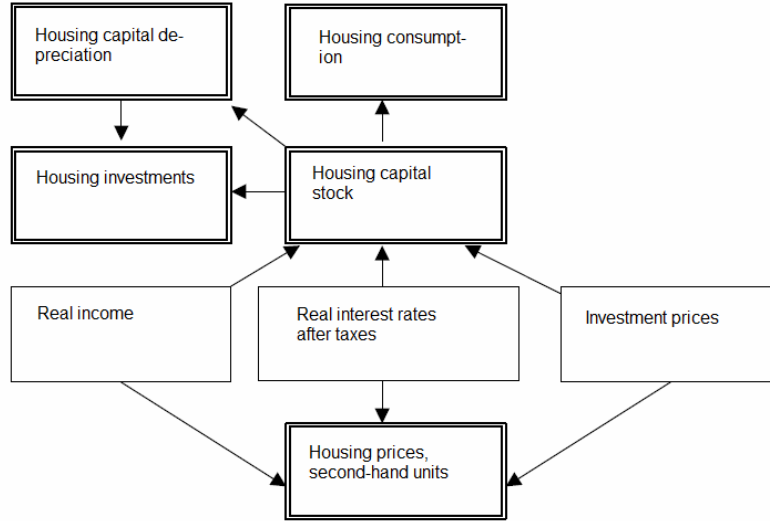 Housing capital de-
preciation
Housing consumpt-
ion
Housing investments
Housing capital
stock
Real income
Real interest rates
after taxes
Investment prices
Housing prices,
second-hand units